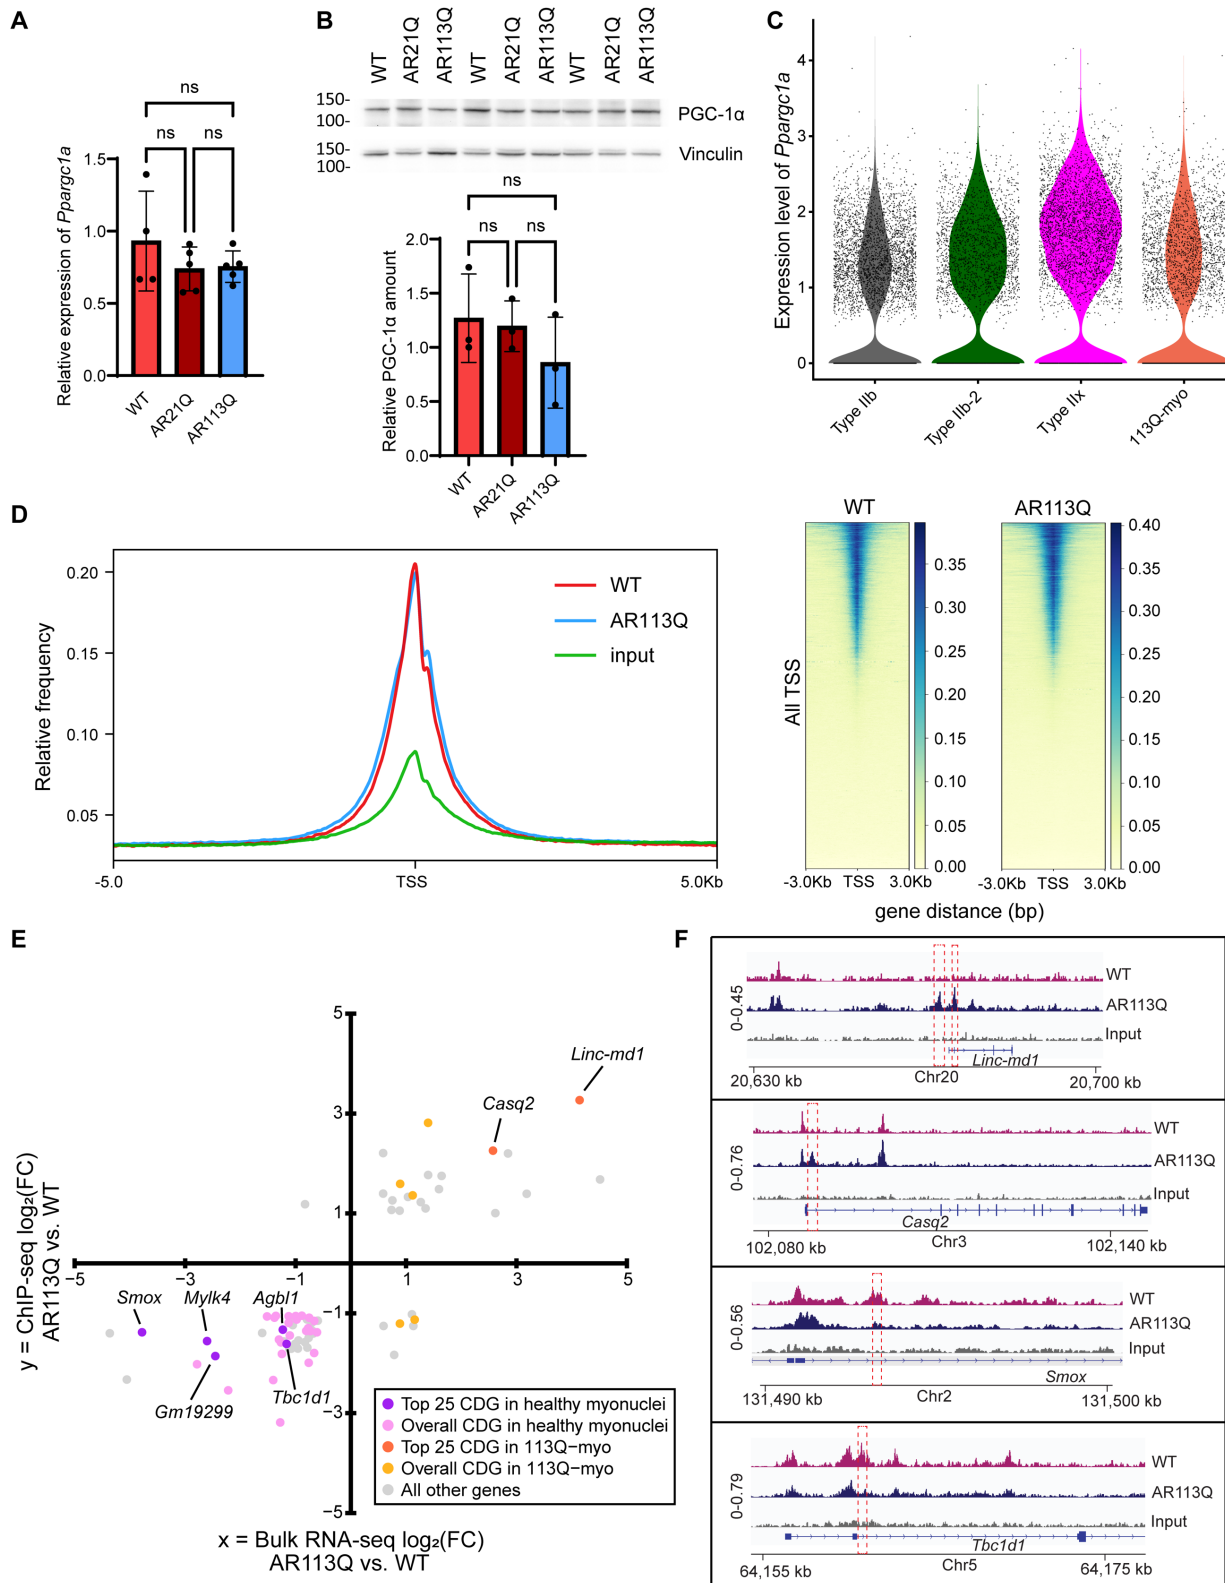 A
ns
ns
ns
Relative expression of Ppargc1a
1.5
1.0
0.5
0.0
WT
AR21Q
AR113Q
B
WT
AR21Q
AR113Q
WT
AR21Q
AR113Q
WT
AR21Q
AR113Q
150-
100-
PGC-1α
150-
100-
Vinculin
ns
ns
ns
Relative PGC-1α amount
2.0
1.5
1.0
0.5
0.0
WT
AR21Q
AR113Q
C
Expression level of Ppargc1a
4
3
2
1
0
Type IIb
Type IIb-2
Type IIx
113Q-myo
D
Relative frequency
0.20
0.15
0.10
0.05
WT
AR113Q
input
-5.0
TSS
5.0Kb
WT
AR113Q
All TSS
0.35
0.30
0.25
0.20
0.15
0.10
0.05
0.00
0.40
0.35
0.30
0.25
0.20
0.15
0.10
0.05
0.00
-3.0Kb
TSS
3.0Kb
-3.0Kb
TSS
3.0Kb
gene distance (bp)
E
y = ChIP-seq log₂(FC)
AR113Q vs. WT
5
3
1
−1
−3
−5
−5
−3
−1
1
3
5
Linc-md1
Casq2
Smox
Mylk4
Agbl1
Gm19299
Tbc1d1
Top 25 CDG in healthy myonuclei
Overall CDG in healthy myonuclei
Top 25 CDG in 113Q−myo
Overall CDG in 113Q−myo
All other genes
x = Bulk RNA-seq log₂(FC)
AR113Q vs. WT
F
0-0.45
WT
AR113Q
Input
Linc-md1
20,630 kb
Chr20
20,700 kb
0-0.76
WT
AR113Q
Input
Casq2
102,080 kb
Chr3
102,140 kb
0-0.56
WT
AR113Q
Input
Smox
131,490 kb
Chr2
131,500 kb
0-0.79
WT
AR113Q
Input
Tbc1d1
64,155 kb
Chr5
64,175 kb